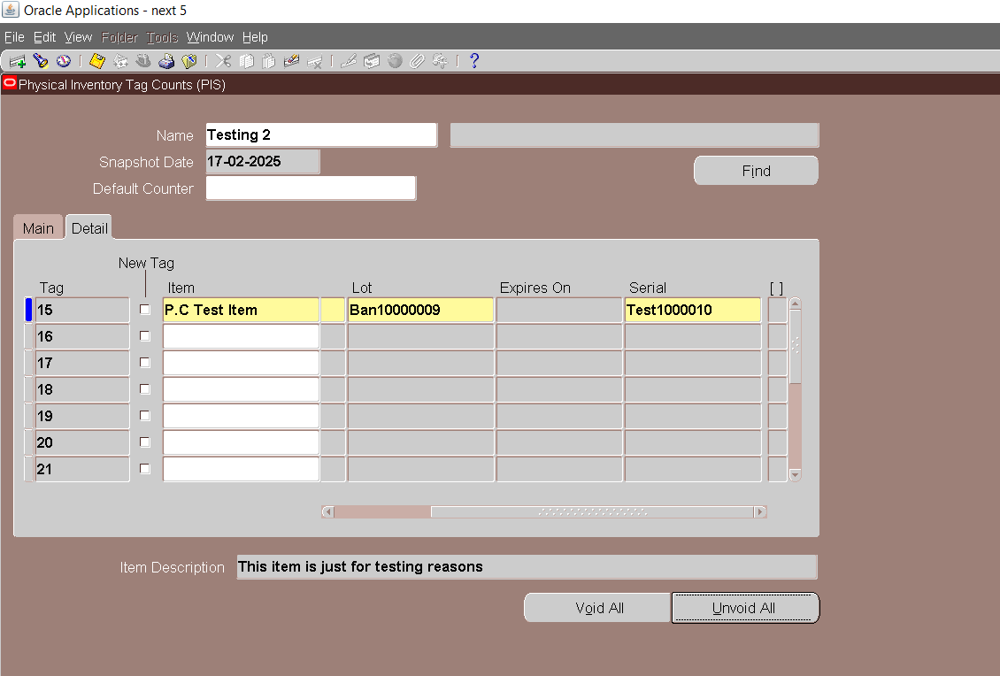 Oracle Applications - next 5
File Edit View Folder Tools Window Help
?
Physical Inventory Tag Counts (PIS)
Name Testing 2
Snapshot Date 17-02-2025
Find
Default Counter
Main Detail
New Tag
Tag Item Lot Expires On Serial [ ]
15 P.C Test Item Ban10000009 Test1000010
16
17
18
19
20
21
Item Description This item is just for testing reasons
Void All Unvoid All